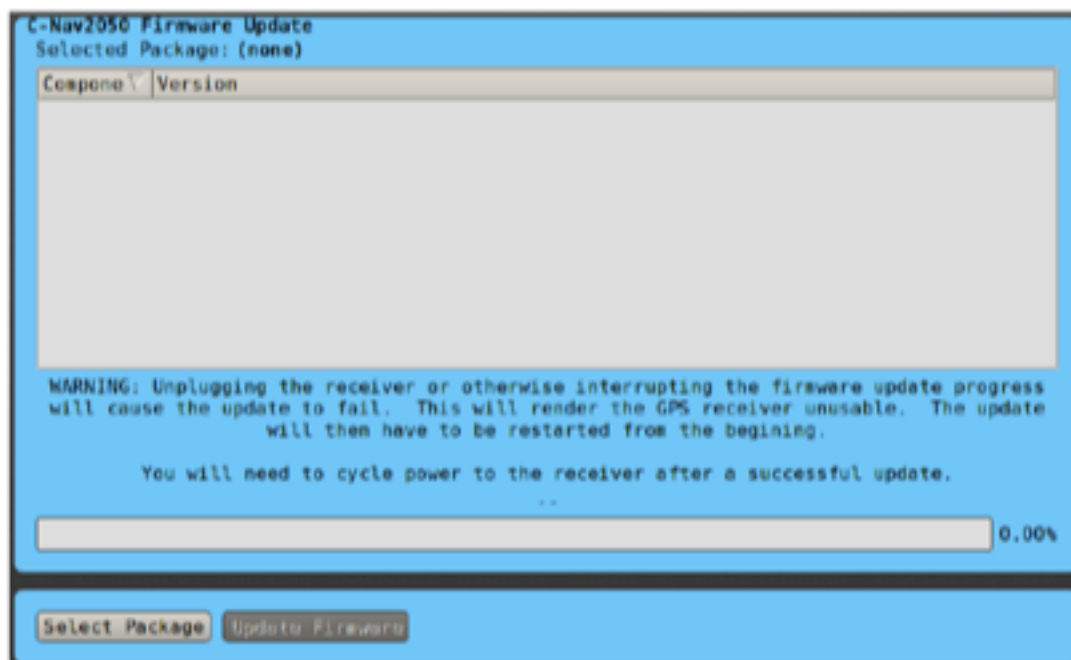 C-Nav2050 Firmware Update
Selected Package: (none)
Compone Version
WARNING: Unplugging the receiver or otherwise interrupting the firmware update progress
will cause the update to fail. This will render the GPS receiver unusable. The update
will then have to be restarted from the begining.
You will need to cycle power to the receiver after a successful update.
--
0.00%
Select Package Update Firmware